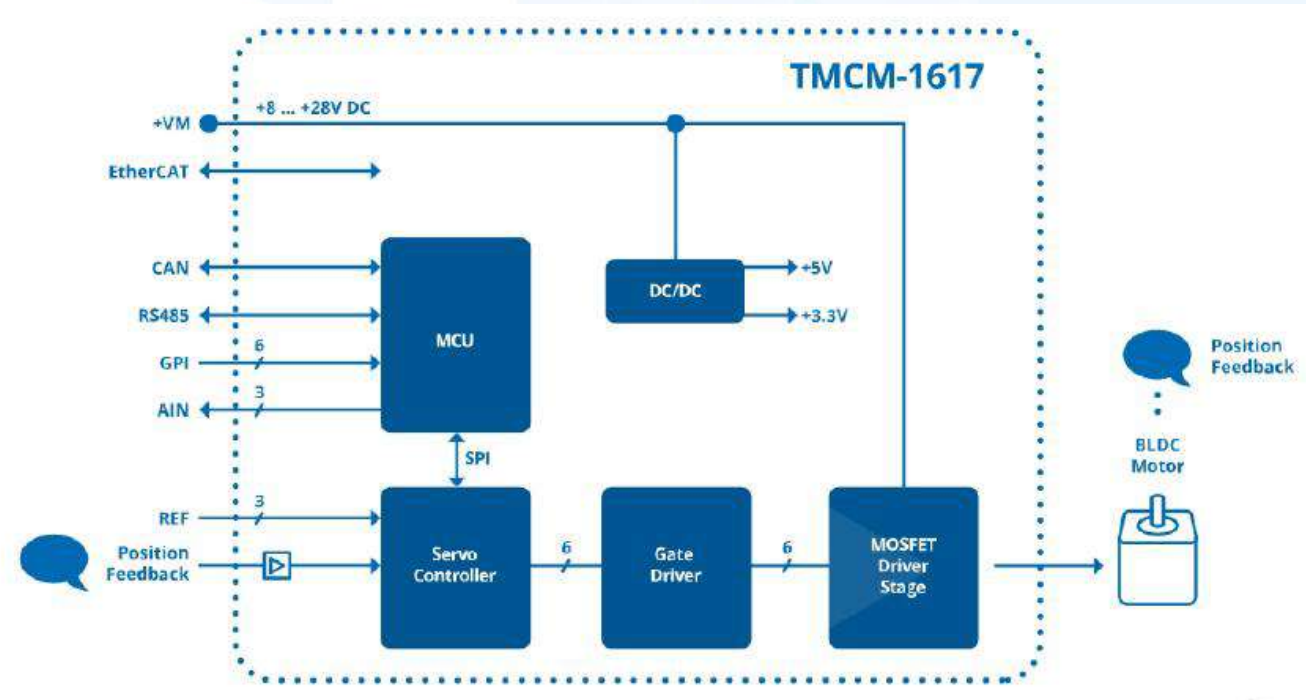 TMCM-1617
+8 ... +28V DC
+VM
EtherCAT
CAN
RS485
GPI
6
AIN
3
MCU
DC/DC
+5V
+3.3V
SPI
REF
3
Position
Feedback
Servo
Controller
6
Gate
Driver
6
MOSFET
Driver
Stage
Position
Feedback
BLDC
Motor